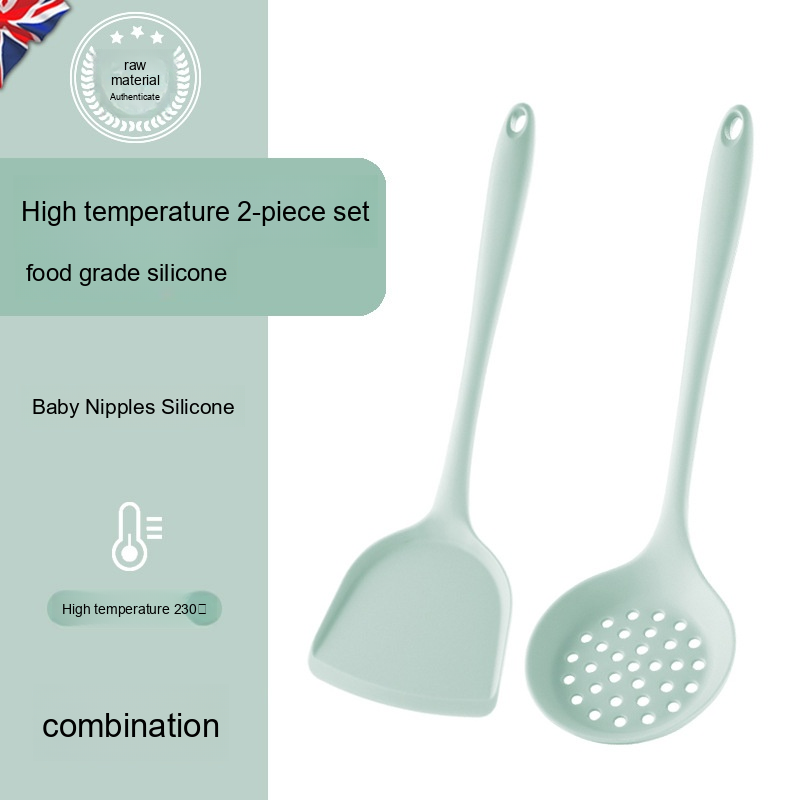 raw
material
Authenticate
High temperature 2-piece set
food grade silicone
Baby Nipples Silicone
High temperature 230□
combination